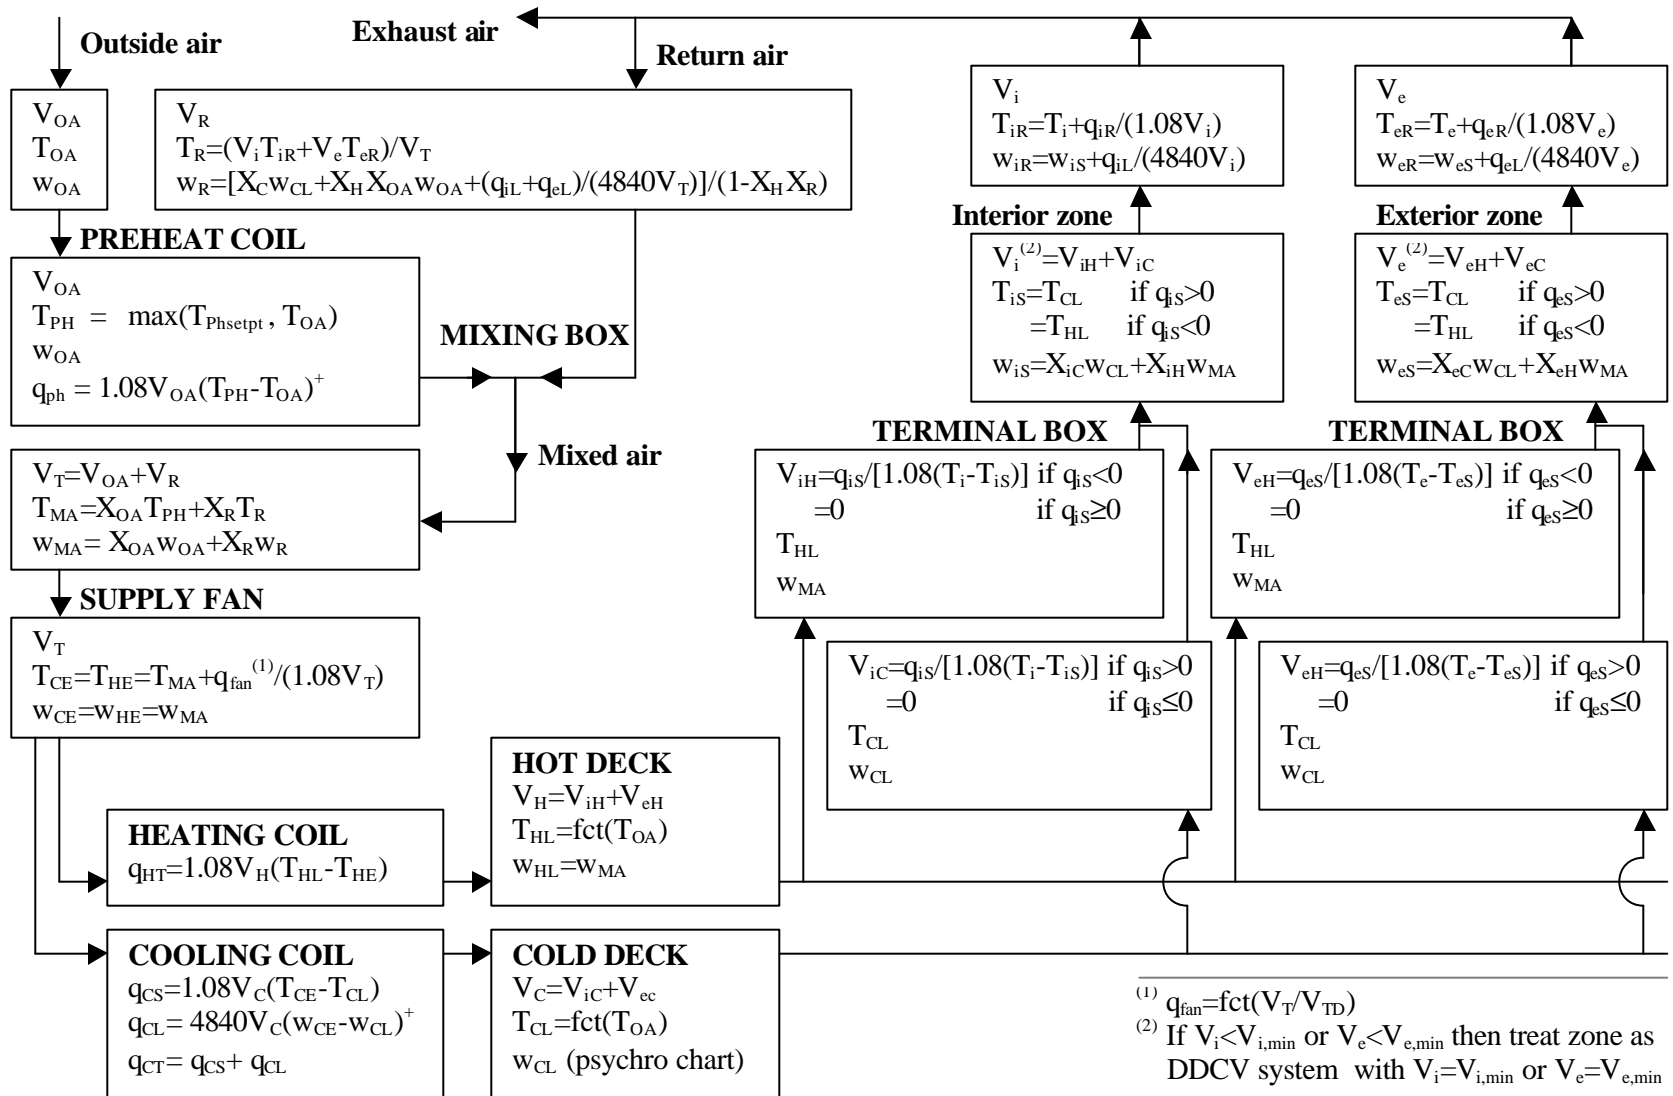 Outside air
Exhaust air
Return air
V_OA
T_OA
w_OA
V_R
T_R=(V_iT_iR+V_eT_eR)/V_T
w_R=[X_Cw_CL+X_HX_OAw_OA+(q_iL+q_eL)/(4840V_T)]/(1-X_HX_R)
V_i
T_iR=T_i+q_iR/(1.08V_i)
w_iR=w_iS+q_iL/(4840V_i)
V_e
T_eR=T_e+q_eR/(1.08V_e)
w_eR=w_eS+q_eL/(4840V_e)
PREHEAT COIL
V_OA
T_PH = max(T_Phsetpt, T_OA)
w_OA
q_ph = 1.08V_OA(T_PH-T_OA)^+
MIXING BOX
Mixed air
Interior zone
V_i^(2)=V_iH+V_iC
T_iS=T_CL if q_iS>0
=T_HL if q_iS<0
w_iS=X_iCw_CL+X_iHw_MA
Exterior zone
V_e^(2)=V_eH+V_eC
T_eS=T_CL if q_eS>0
=T_HL if q_eS<0
w_eS=X_eCw_CL+X_eHw_MA
V_T=V_OA+V_R
T_MA=X_OAT_PH+X_RT_R
w_MA= X_OAw_OA+X_Rw_R
SUPPLY FAN
V_T
T_CE=T_HE=T_MA+q_fan^(1)/(1.08V_T)
w_CE=w_HE=w_MA
TERMINAL BOX
V_iH=q_iS/[1.08(T_i-T_iS)] if q_iS<0
=0 if q_iS≥0
T_HL
w_MA
TERMINAL BOX
V_eH=q_eS/[1.08(T_e-T_eS)] if q_eS<0
=0 if q_eS≥0
T_HL
w_MA
V_iC=q_iS/[1.08(T_i-T_iS)] if q_iS>0
=0 if q_iS≤0
T_CL
w_CL
V_eH=q_eS/[1.08(T_e-T_eS)] if q_eS>0
=0 if q_eS≤0
T_CL
w_CL
HEATING COIL
q_HT=1.08V_H(T_HL-T_HE)
HOT DECK
V_H=V_iH+V_eH
T_HL=fct(T_OA)
w_HL=w_MA
COOLING COIL
q_CS=1.08V_C(T_CE-T_CL)
q_CL= 4840V_C(w_CE-w_CL)^+
q_CT= q_CS+ q_CL
COLD DECK
V_C=V_iC+V_ec
T_CL=fct(T_OA)
w_CL (psychro chart)
(1) q_fan=fct(V_T/V_TD)
(2) If V_i<V_i,min or V_e<V_e,min then treat zone as
DDCV system with V_i=V_i,min or V_e=V_e,min